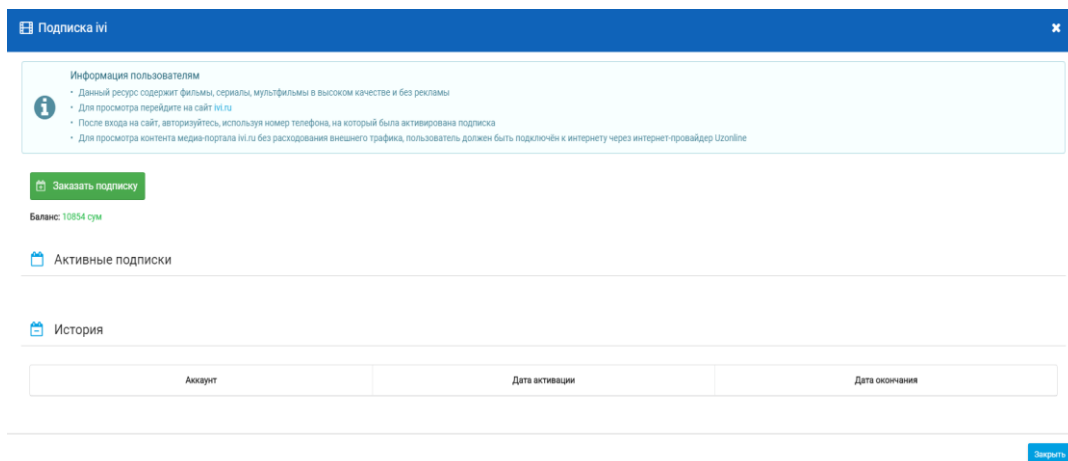 Подписка ivi
Информация пользователям
• Данный ресурс содержит фильмы, сериалы, мультфильмы в высоком качестве и без рекламы
• Для просмотра перейдите на сайт ivi.ru
• После входа на сайт, авторизуйтесь, используя номер телефона, на который была активирована подписка
• Для просмотра контента медиа-портала ivi.ru без расходования внешнего трафика, пользователь должен быть подключён к интернету через интернет-провайдер Uzonline
Заказать подписку
Баланс: 10854 сум
Активные подписки
История
Аккаунт Дата активации Дата окончания
Закрыть